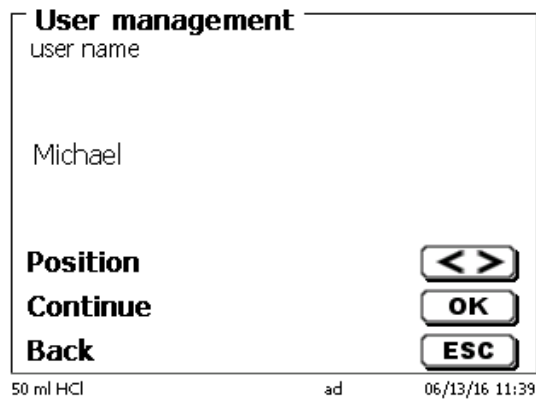 User management
user name
Michael
Position < >
Continue OK
Back ESC
50 ml HCl ad 06/13/16 11:39